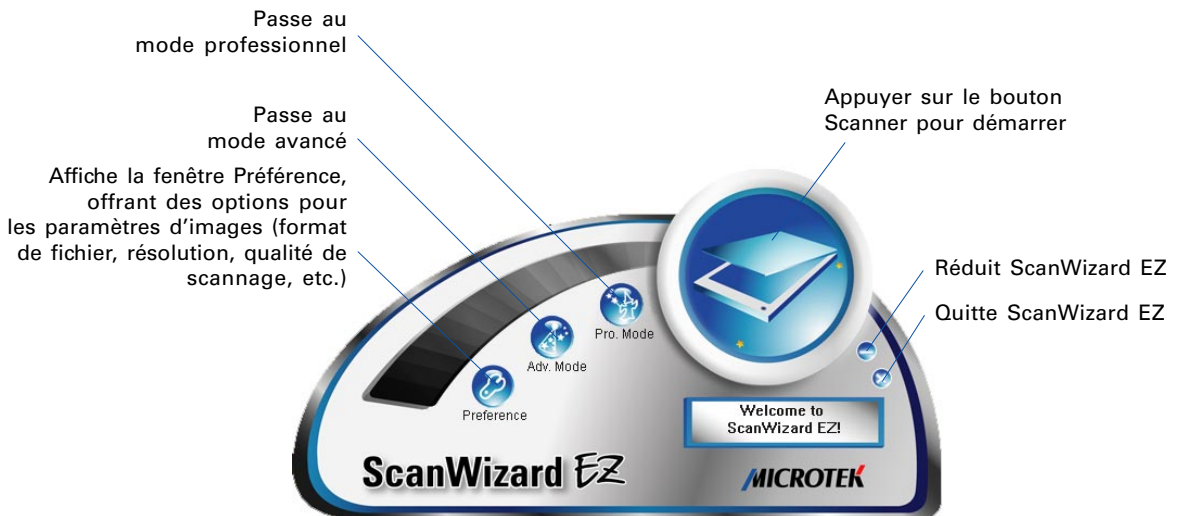 Passe au
mode professionnel
Passe au
mode avancé
Affiche la fenêtre Préférence,
offrant des options pour
les paramètres d’images (format
de fichier, résolution, qualité de
scannage, etc.)
Appuyer sur le bouton
Scanner pour démarrer
Réduit ScanWizard EZ
Quitte ScanWizard EZ
Pro. Mode
Adv. Mode
Preference
Welcome to
ScanWizard EZ!
ScanWizard EZ
MICROTEK